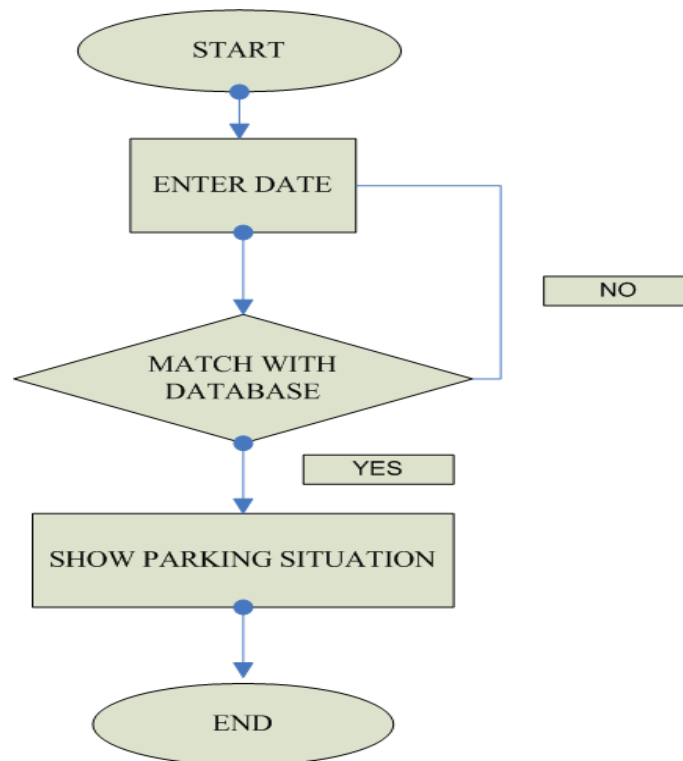 START
ENTER DATE
NO
MATCH WITH
DATABASE
YES
SHOW PARKING SITUATION
END